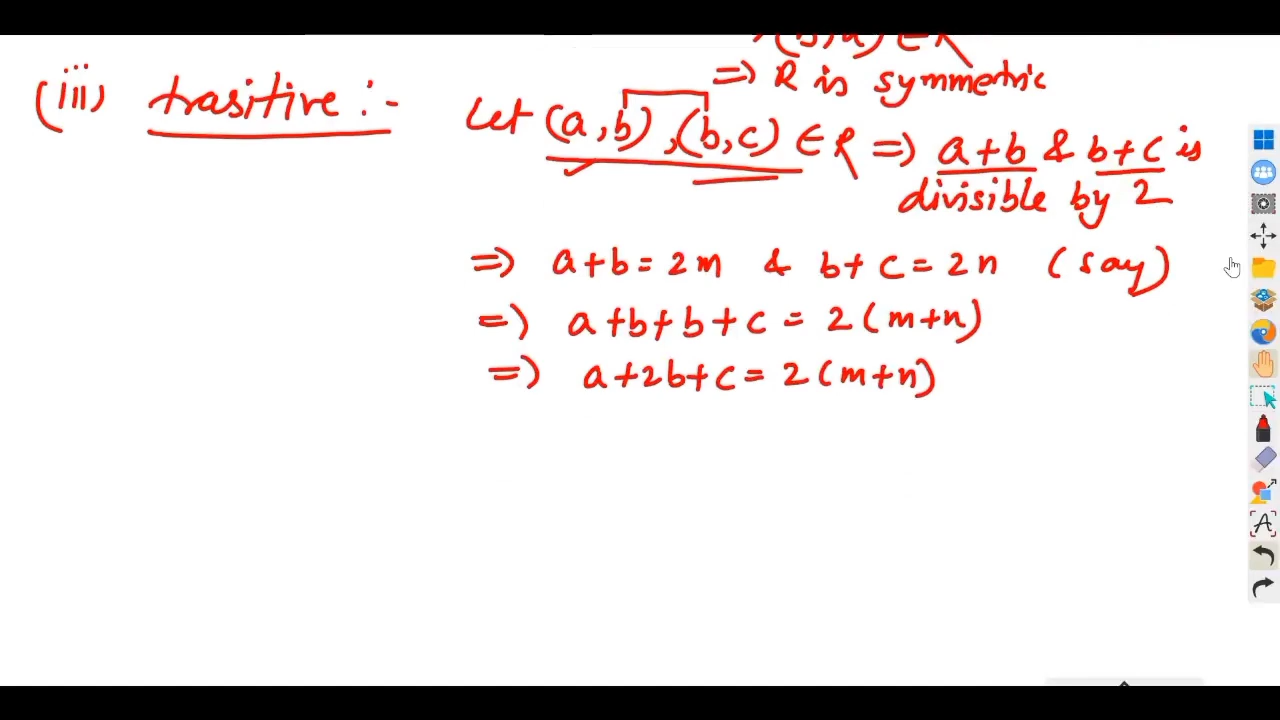 , (b, a) ∈ R
=> R is symmetric
(iii) trasitive :-
Let (a, b), (b, c) ∈ R => a+b & b+c is
divisible by 2
=> a+b = 2m & b+c = 2n (say)
=> a+b+b+c = 2(m+n)
=> a+2b+c = 2(m+n)